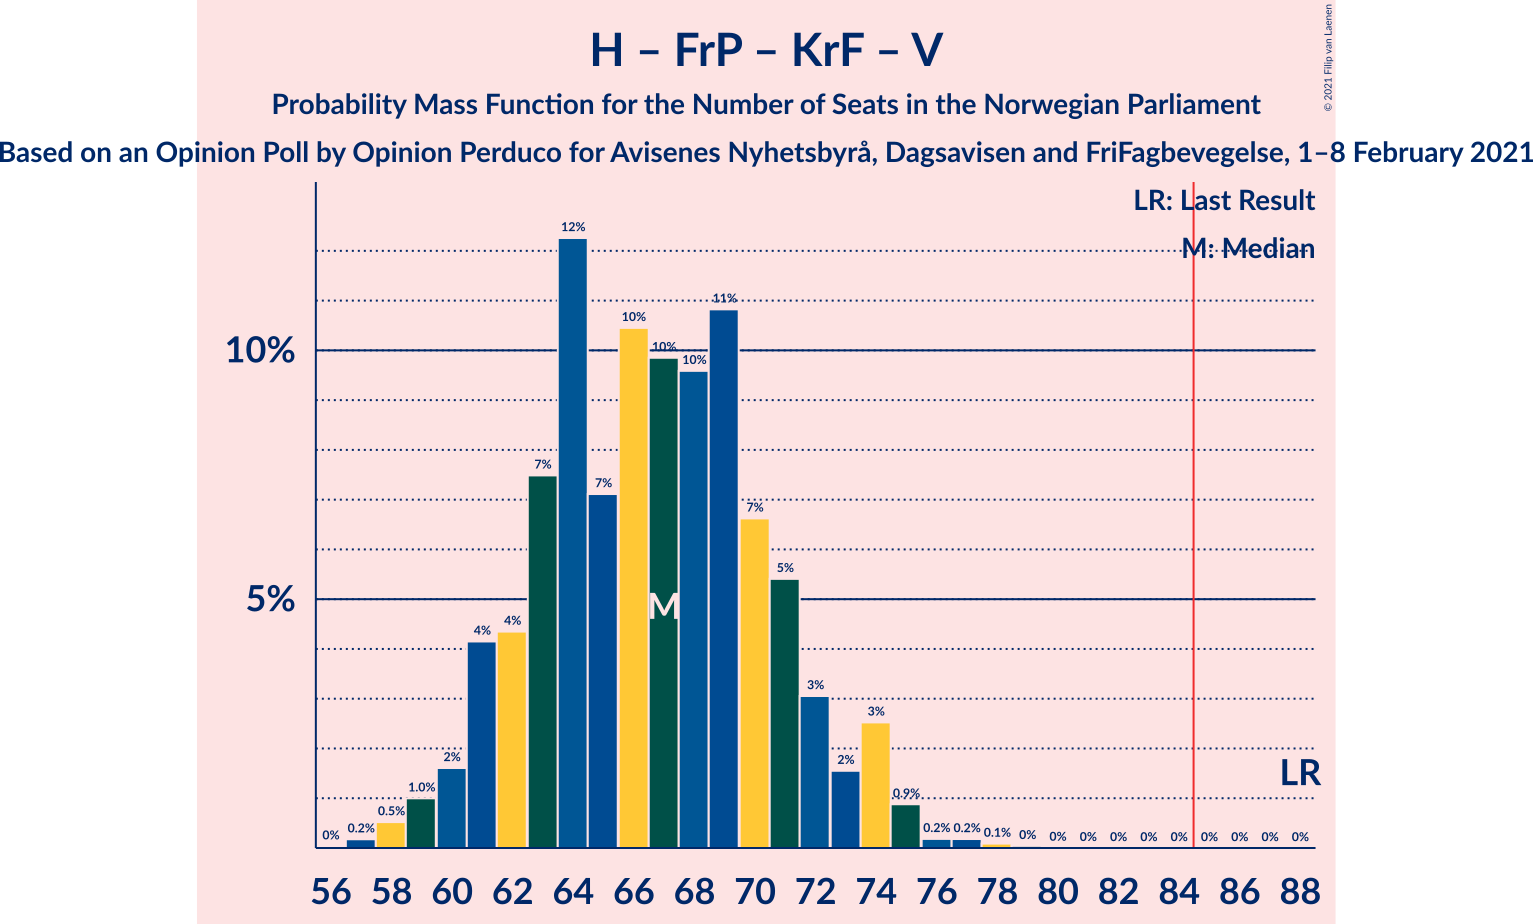 H – FrP – KrF – V
© 2021 Filip van Laenen
Probability Mass Function for the Number of Seats in the Norwegian Parliament
Based on an Opinion Poll by Opinion Perduco for Avisenes Nyhetsbyrå, Dagsavisen and FriFagbevegelse, 1–8 February 2021
LR: Last Result
M: Median
10%
5%
0% 0.2% 0.5% 1.0% 2% 4% 4% 7% 12% 7% 10% 10% 10% 11% 7% 5% 3% 2% 3% 0.9% 0.2% 0.2% 0.1% 0% 0% 0% 0% 0% 0% 0% 0% 0% 0%
M
LR
56 58 60 62 64 66 68 70 72 74 76 78 80 82 84 86 88